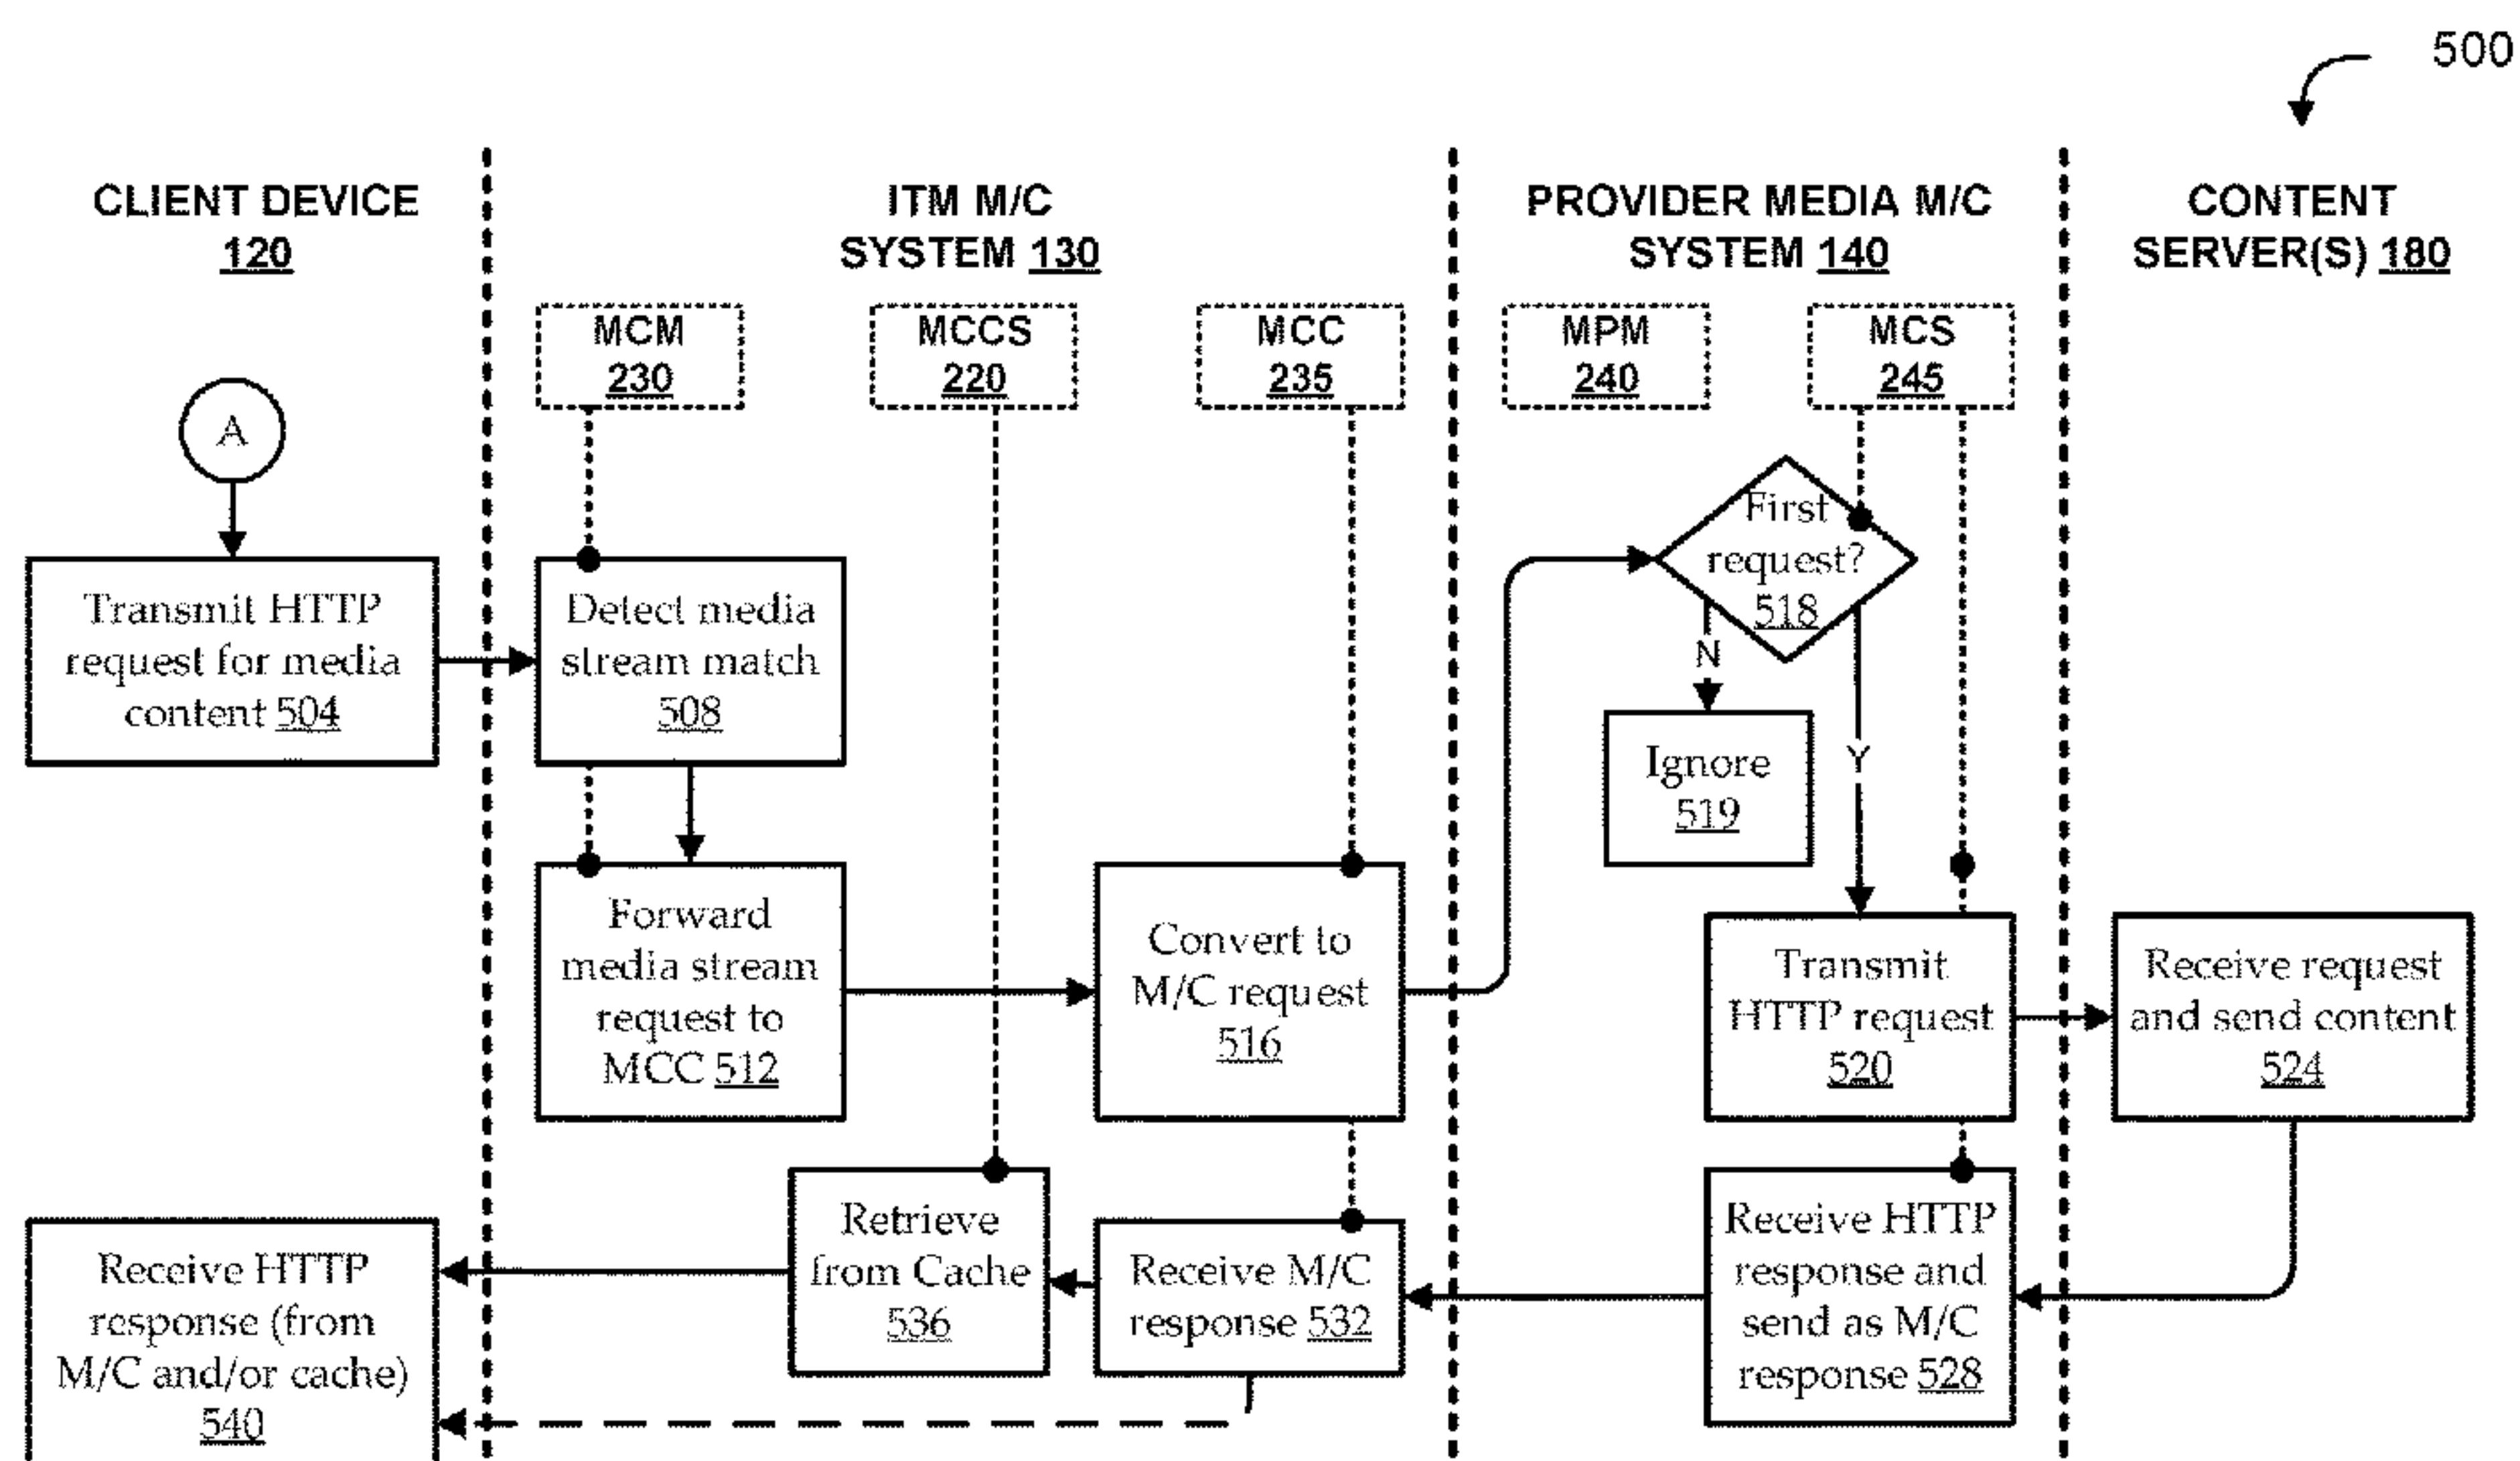 500
CLIENT DEVICE
120
ITM M/C
SYSTEM 130
PROVIDER MEDIA M/C
SYSTEM 140
CONTENT
SERVER(S) 180
MCM
230
MCCS
220
MCC
235
MPM
240
MCS
245
A
First
request?
518
N
Y
Transmit HTTP
request for media
content 504
Detect media
stream match
508
Ignore
519
Forward
media stream
request to
MCC 512
Convert to
M/C request
516
Transmit
HTTP request
520
Receive request
and send content
524
Receive HTTP
response and
send as M/C
response 528
Receive M/C
response 532
Retrieve
from Cache
536
Receive HTTP
response (from
M/C and/or cache)
540